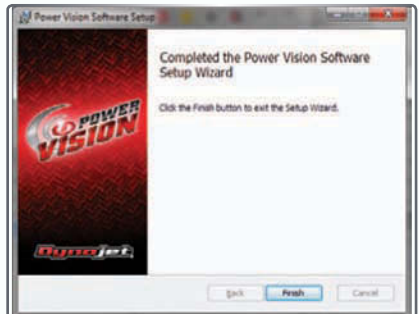 Power Vision Software Setup
Completed the Power Vision Software
Setup Wizard
Click the Finish button to exit the Setup Wizard.
POWER
VISION
Dynojet
Back
Finish
Cancel